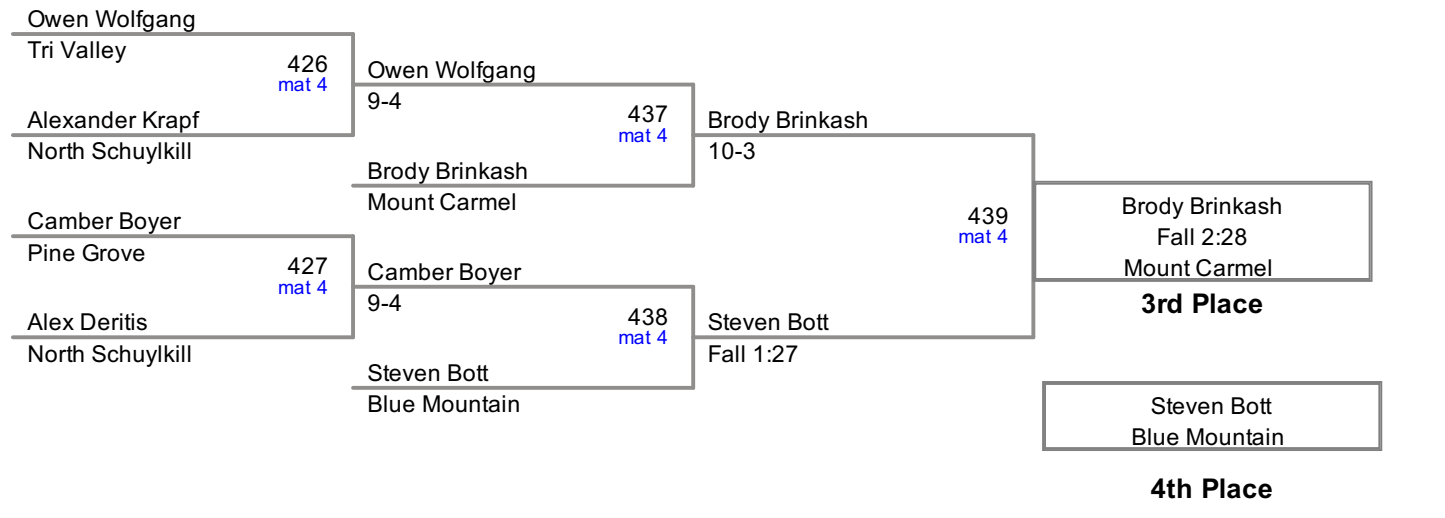 Owen Wolfgang
Tri Valley
426
mat 4
Alexander Krapf
North Schuylkill
Camber Boyer
Pine Grove
427
mat 4
Alex Deritis
North Schuylkill
Owen Wolfgang
9-4
437
mat 4
Brody Brinkash
Mount Carmel
Camber Boyer
9-4
438
mat 4
Steven Bott
Blue Mountain
Brody Brinkash
10-3
439
mat 4
Steven Bott
Fall 1:27
Brody Brinkash
Fall 2:28
Mount Carmel
3rd Place
Steven Bott
Blue Mountain
4th Place